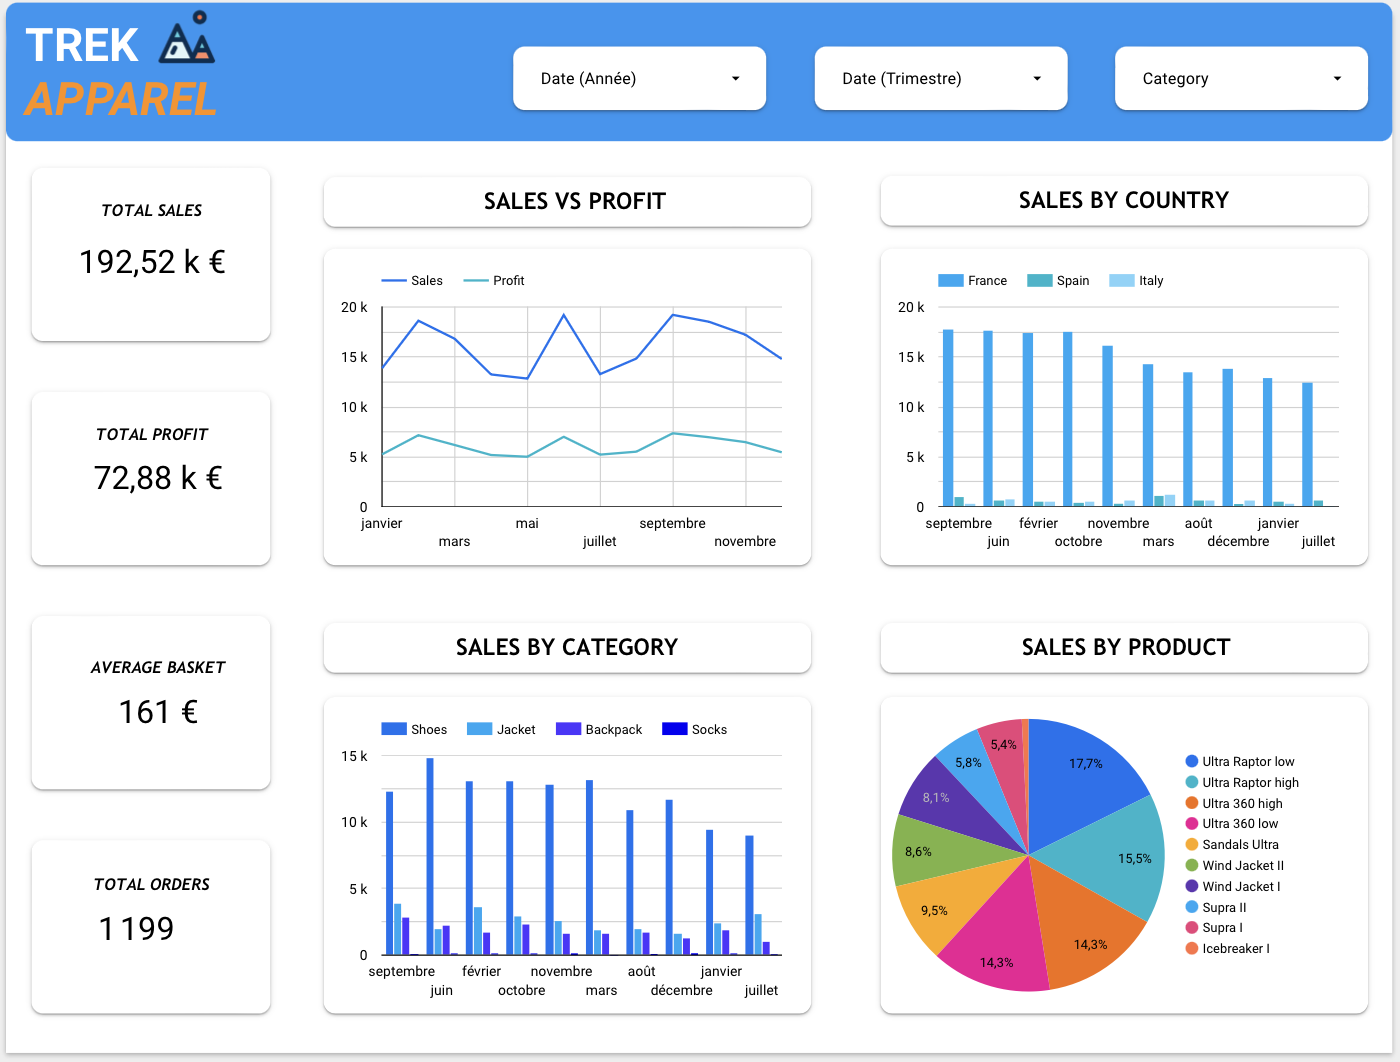 TREK
APPAREL
Date (Année)
Date (Trimestre)
Category
TOTAL SALES
192,52 k €
TOTAL PROFIT
72,88 k €
AVERAGE BASKET
161 €
TOTAL ORDERS
1 199
SALES VS PROFIT
Sales Profit
20 k
15 k
10 k
5 k
0
janvier mai septembre
mars juillet novembre
SALES BY COUNTRY
France Spain Italy
20 k
15 k
10 k
5 k
0
septembre février novembre août janvier
juin octobre mars décembre juillet
SALES BY CATEGORY
Shoes Jacket Backpack Socks
15 k
10 k
5 k
0
septembre février novembre août janvier
juin octobre mars décembre juillet
SALES BY PRODUCT
5,4%
5,8%
17,7%
8,1%
8,6%
15,5%
9,5%
14,3%
14,3%
Ultra Raptor low
Ultra Raptor high
Ultra 360 high
Ultra 360 low
Sandals Ultra
Wind Jacket II
Wind Jacket I
Supra II
Supra I
Icebreaker I